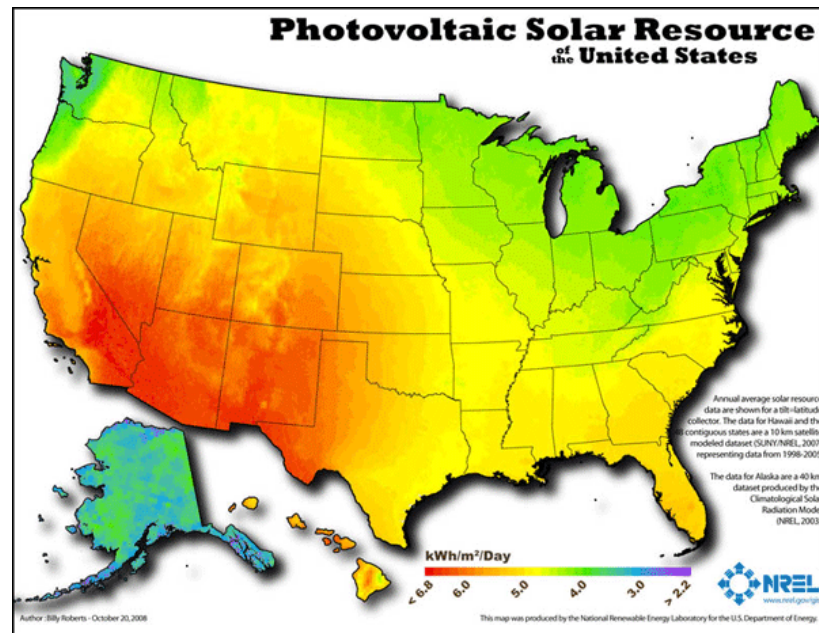 Photovoltaic Solar Resource
of the United States
Annual average solar resource
data are shown for a tilt=latitude
collector. The data for Hawaii and the
48 contiguous states are a 10 km satellite
modeled dataset (SUNY/NREL, 2007)
representing data from 1998-2005.
The data for Alaska are a 40 km
dataset produced by the
Climatological Solar
Radiation Model
(NREL, 2003).
kWh/m²/Day
< 6.8
6.0
5.0
4.0
3.0
> 2.2
NREL
www.nrel.gov/gis
Author : Billy Roberts - October 20, 2008
This map was produced by the National Renewable Energy Laboratory for the U.S. Department of Energy.